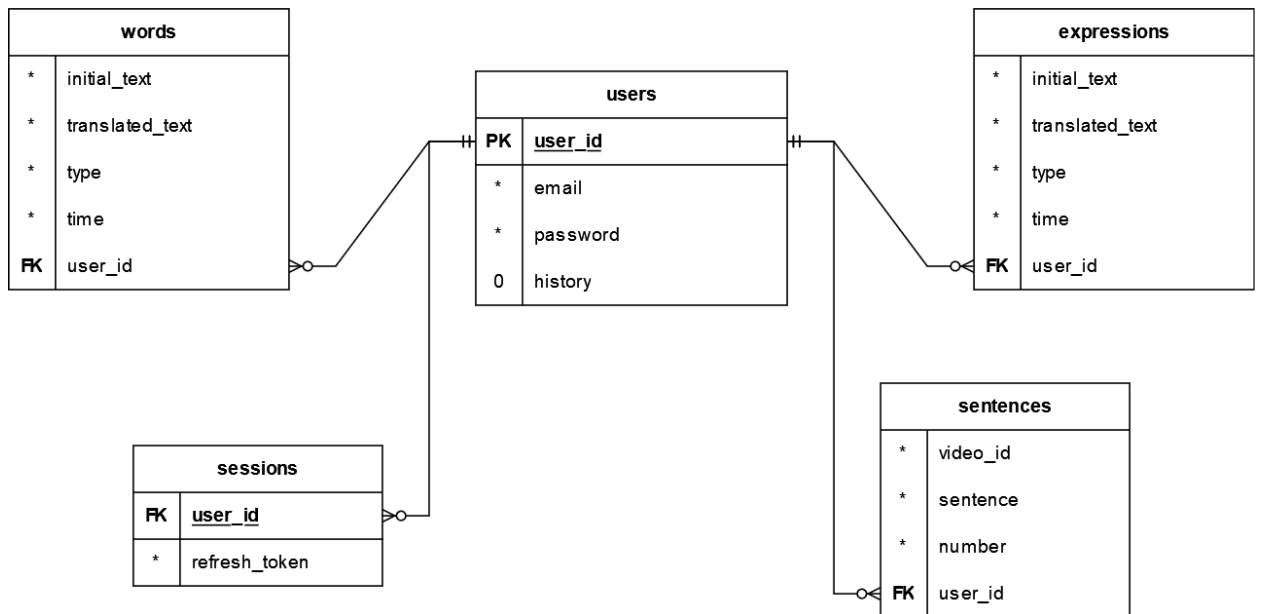 words
* initial_text
* translated_text
* type
* time
FK user_id
users
PK user_id
* email
* password
0 history
expressions
* initial_text
* translated_text
* type
* time
FK user_id
sessions
FK user_id
* refresh_token
sentences
* video_id
* sentence
* number
FK user_id